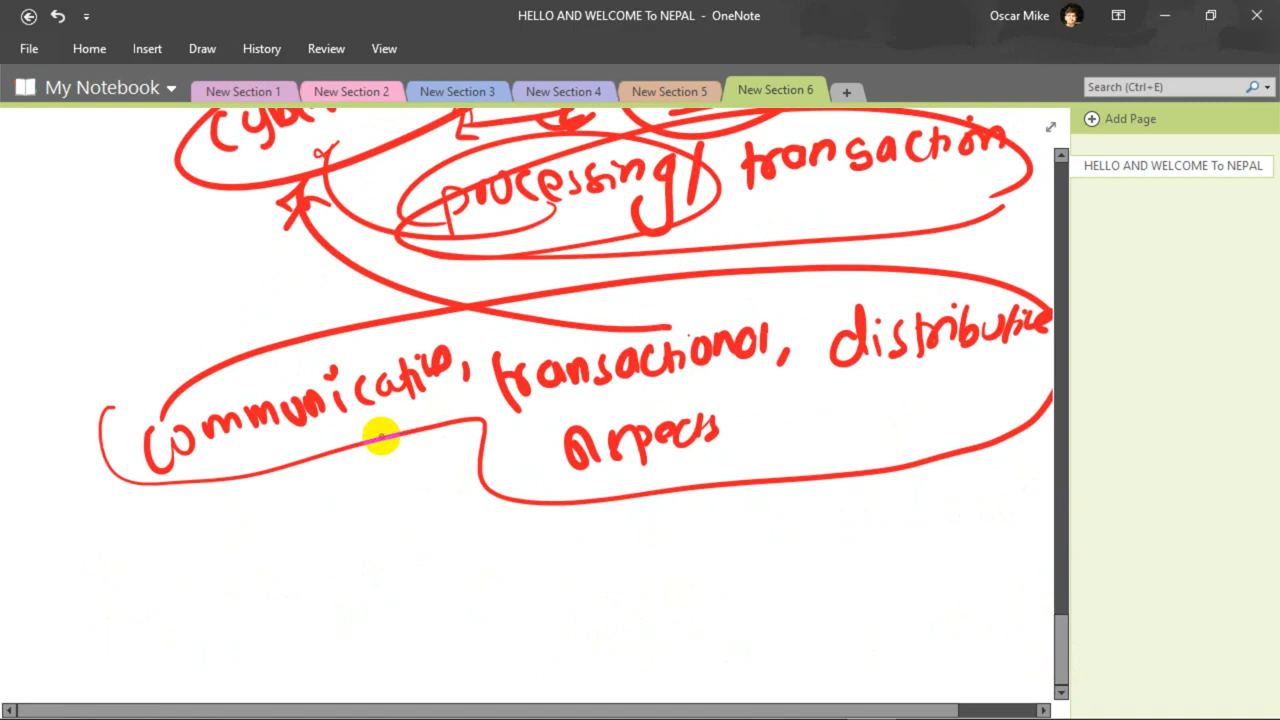 HELLO AND WELCOME To NEPAL - OneNote
Oscar Mike
File Home Insert Draw History Review View
My Notebook
New Section 1 New Section 2 New Section 3 New Section 4 New Section 5 New Section 6
Search (Ctrl+E)
Add Page
HELLO AND WELCOME To NEPAL
processing / transaction
, transactional, distributive
Aspects